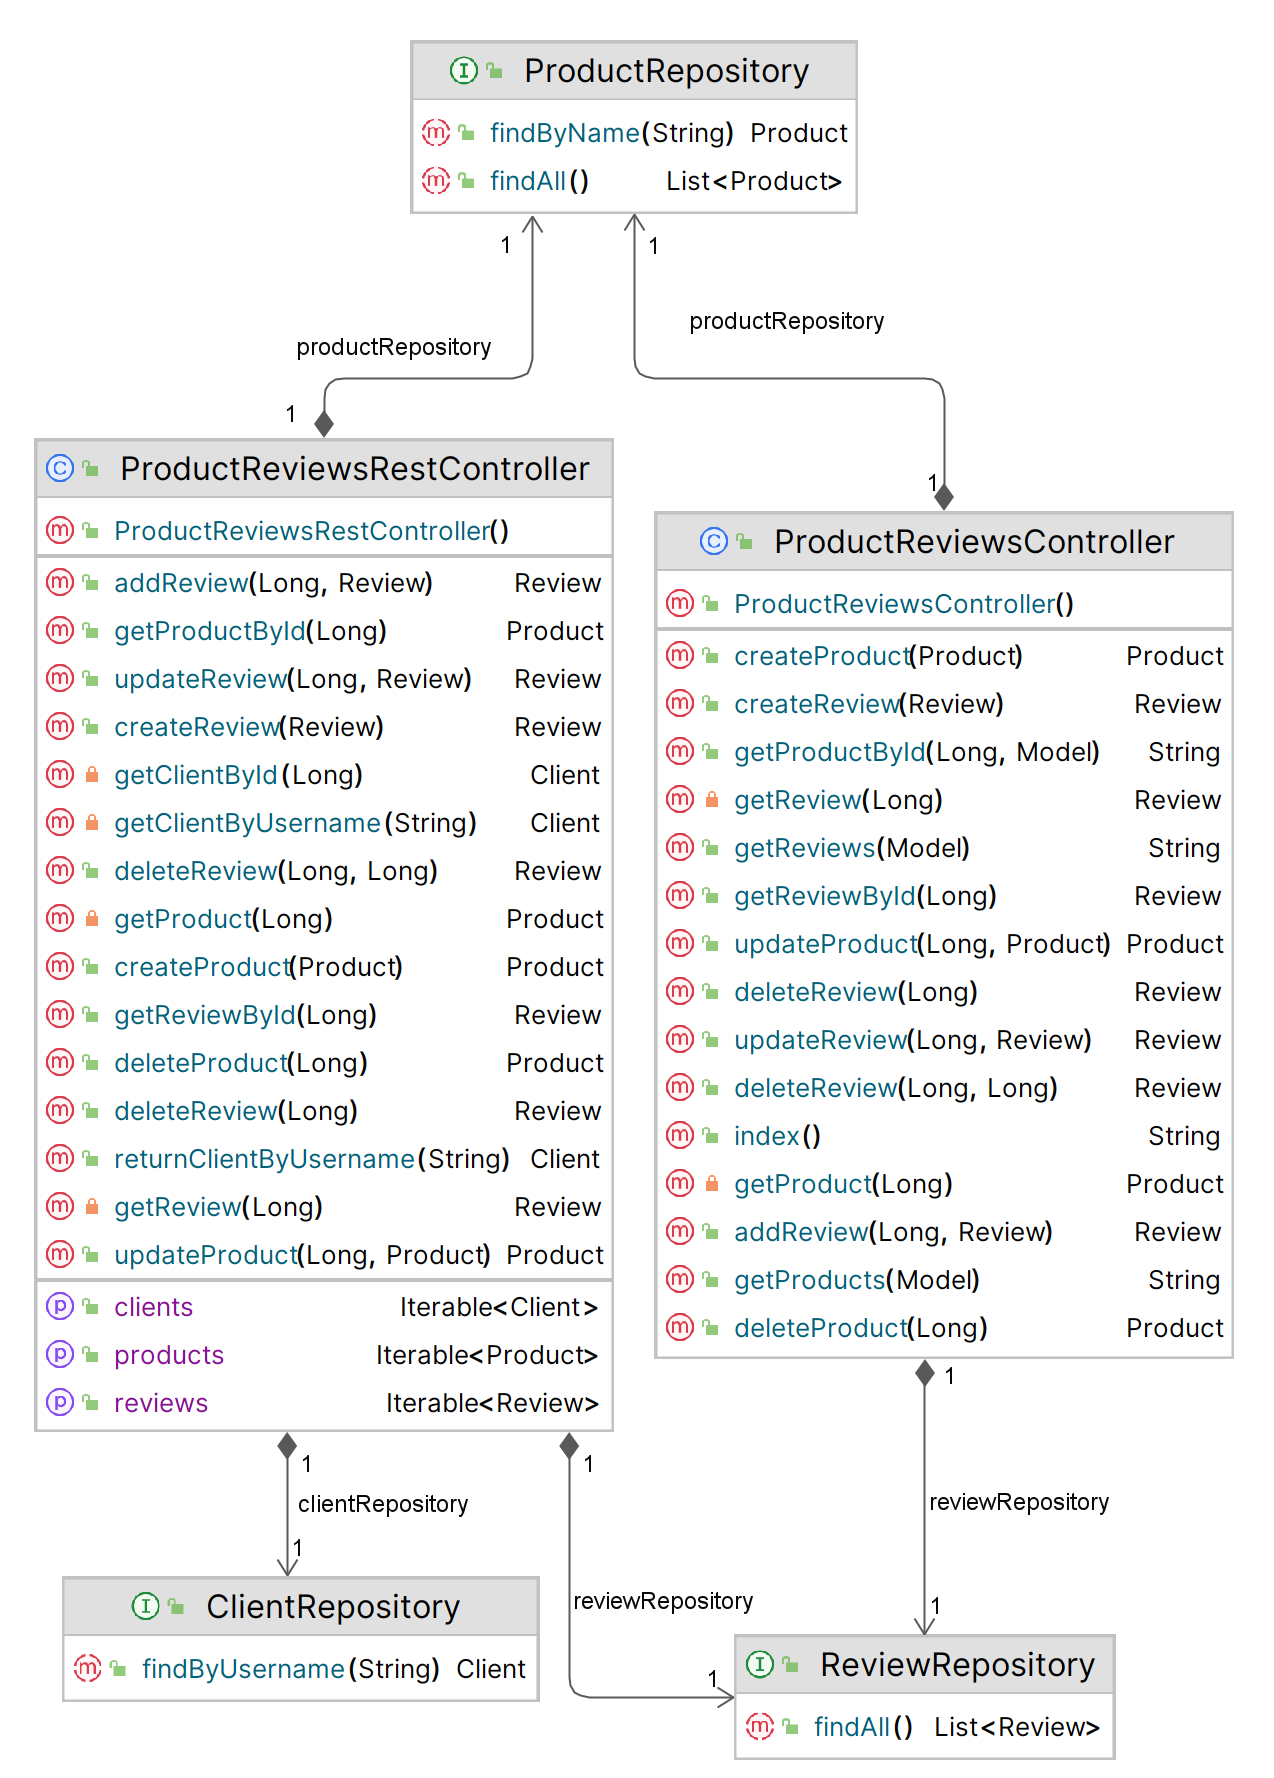 ProductRepository
findByName(String) Product
findAll() List<Product>
1
1
productRepository
productRepository
1
1
ProductReviewsRestController
ProductReviewsRestController()
addReview(Long, Review) Review
getProductById(Long) Product
updateReview(Long, Review) Review
createReview(Review) Review
getClientById(Long) Client
getClientByUsername(String) Client
deleteReview(Long, Long) Review
getProduct(Long) Product
createProduct(Product) Product
getReviewById(Long) Review
deleteProduct(Long) Product
deleteReview(Long) Review
returnClientByUsername(String) Client
getReview(Long) Review
updateProduct(Long, Product) Product
clients Iterable<Client>
products Iterable<Product>
reviews Iterable<Review>
ProductReviewsController
ProductReviewsController()
createProduct(Product) Product
createReview(Review) Review
getProductById(Long, Model) String
getReview(Long) Review
getReviews(Model) String
getReviewById(Long) Review
updateProduct(Long, Product) Product
deleteReview(Long) Review
updateReview(Long, Review) Review
deleteReview(Long, Long) Review
index() String
getProduct(Long) Product
addReview(Long, Review) Review
getProducts(Model) String
deleteProduct(Long) Product
1
1
1
clientRepository
reviewRepository
1
reviewRepository
1
1
ClientRepository
findByUsername(String) Client
ReviewRepository
findAll() List<Review>